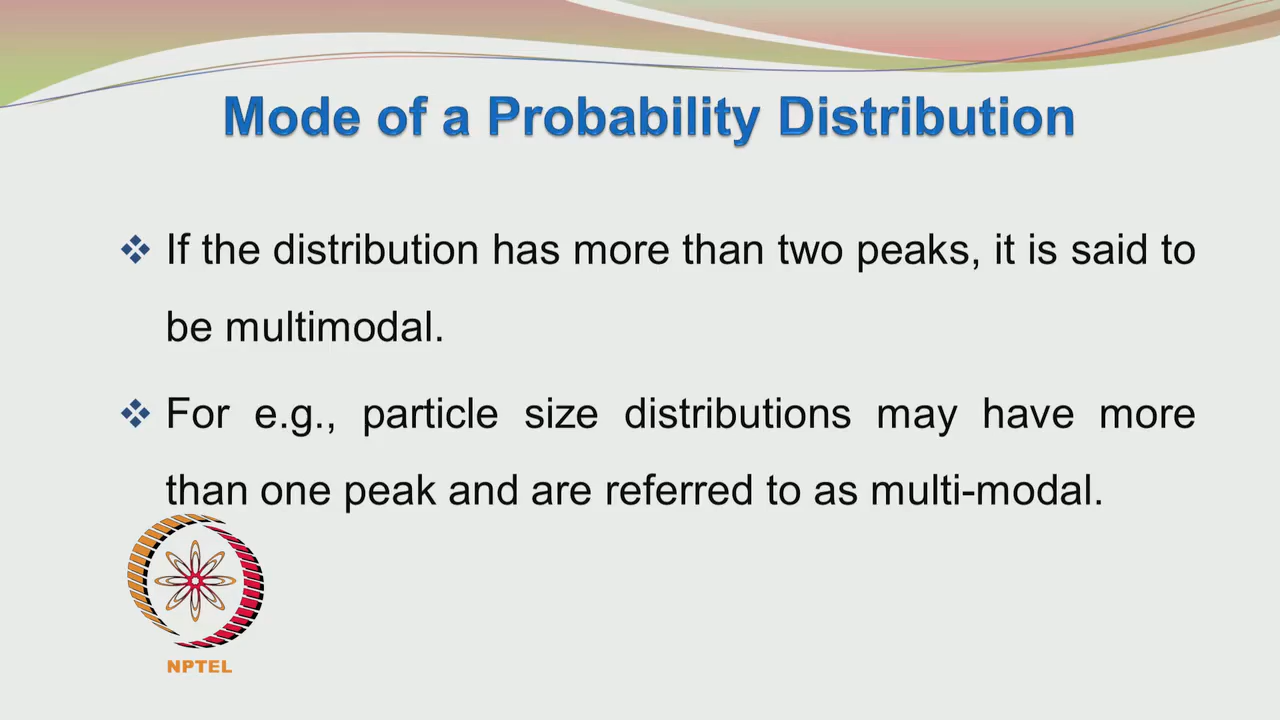 Mode of a Probability Distribution
❖ If the distribution has more than two peaks, it is said to
be multimodal.
❖ For e.g., particle size distributions may have more
than one peak and are referred to as multi-modal.
NPTEL